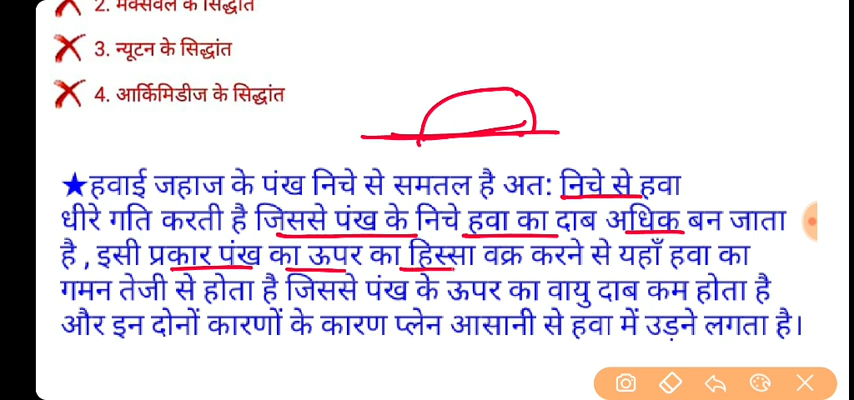 2. मैक्सवेल के सिद्धांत
3. न्यूटन के सिद्धांत
4. आर्किमिडीज के सिद्धांत
★हवाई जहाज के पंख निचे से समतल है अत: निचे से हवा
धीरे गति करती है जिससे पंख के निचे हवा का दाब अधिक बन जाता
है , इसी प्रकार पंख का ऊपर का हिस्सा वक्र करने से यहाँ हवा का
गमन तेजी से होता है जिससे पंख के ऊपर का वायु दाब कम होता है
और इन दोनों कारणों के कारण प्लेन आसानी से हवा में उड़ने लगता है।